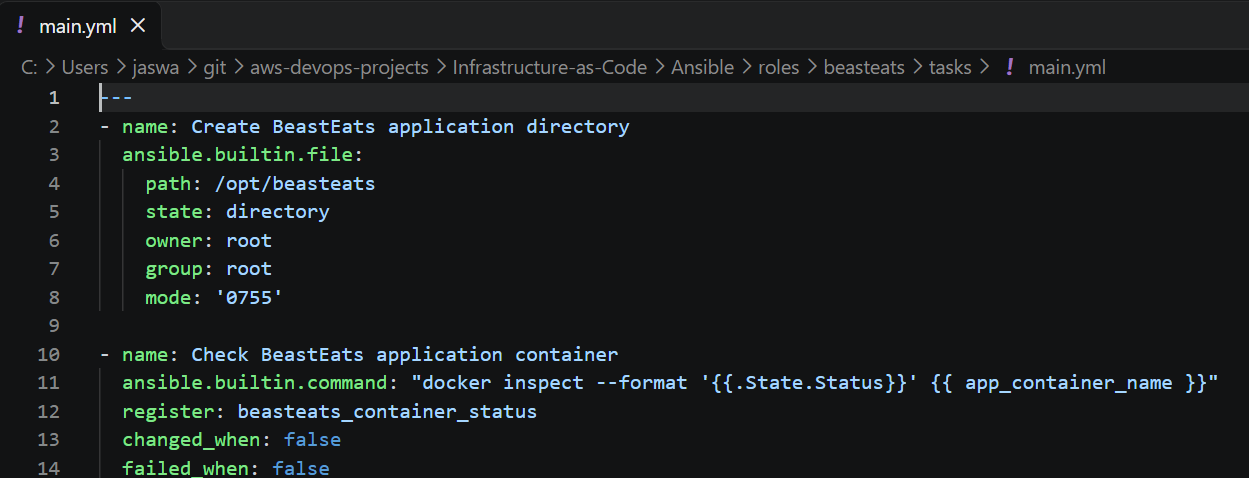 ! main.yml ×
C: > Users > jaswa > git > aws-devops-projects > Infrastructure-as-Code > Ansible > roles > beasteats > tasks > ! main.yml
1 ---
2 - name: Create BeastEats application directory
3   ansible.builtin.file:
4     path: /opt/beasteats
5     state: directory
6     owner: root
7     group: root
8     mode: '0755'
9
10 - name: Check BeastEats application container
11   ansible.builtin.command: "docker inspect --format '{{.State.Status}}' {{ app_container_name }}"
12   register: beasteats_container_status
13   changed_when: false
14   failed_when: false